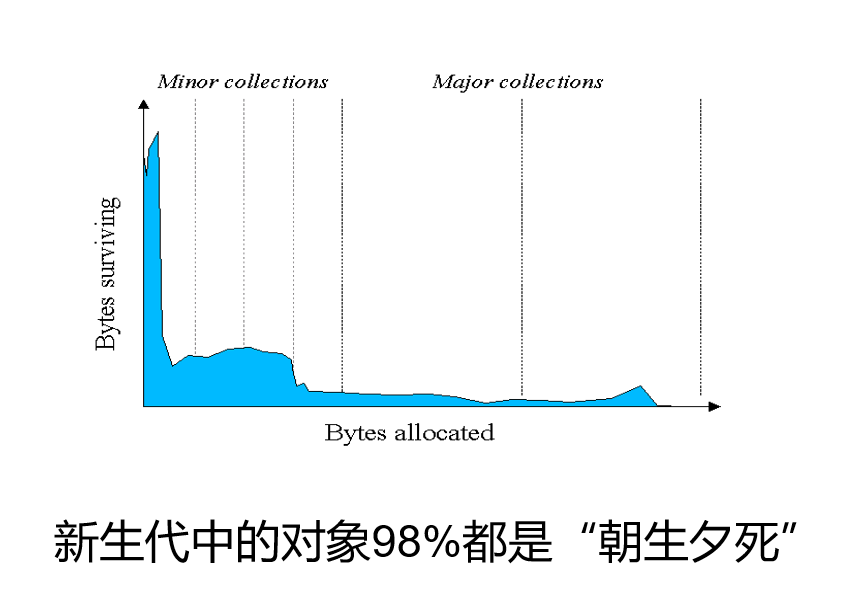 Minor collections
Major collections
Bytes surviving
Bytes allocated
新生代中的对象98%都是“朝生夕死”